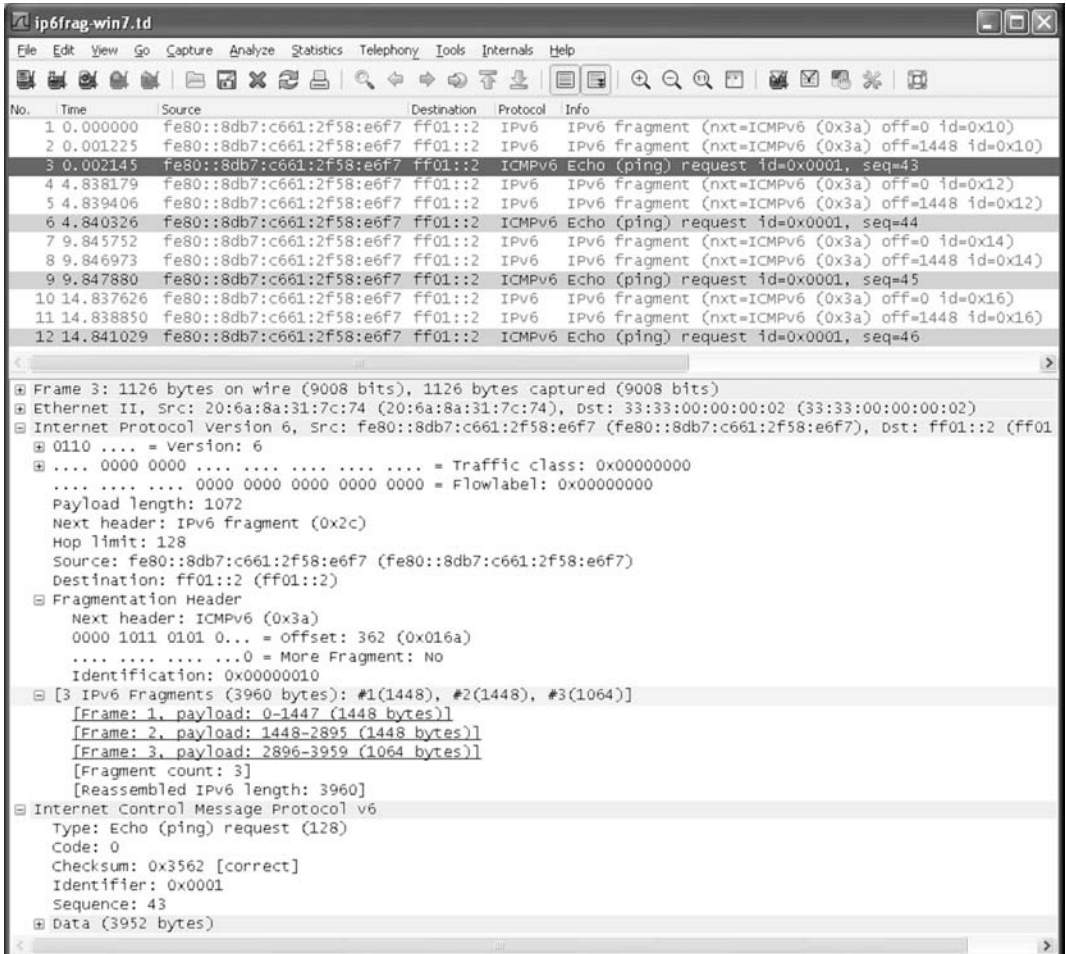 ip6frag-win7.td
File Edit View Go Capture Analyze Statistics Telephony Tools Internals Help
No. Time Source Destination Protocol Info
1 0.000000 fe80::8db7:c661:2f58:e6f7 ff01::2 IPv6 IPv6 fragment (nxt=ICMPv6 (0x3a) off=0 id=0x10)
2 0.001225 fe80::8db7:c661:2f58:e6f7 ff01::2 IPv6 IPv6 fragment (nxt=ICMPv6 (0x3a) off=1448 id=0x10)
3 0.002145 fe80::8db7:c661:2f58:e6f7 ff01::2 ICMPv6 Echo (ping) request id=0x0001, seq=43
4 4.838179 fe80::8db7:c661:2f58:e6f7 ff01::2 IPv6 IPv6 fragment (nxt=ICMPv6 (0x3a) off=0 id=0x12)
5 4.839406 fe80::8db7:c661:2f58:e6f7 ff01::2 IPv6 IPv6 fragment (nxt=ICMPv6 (0x3a) off=1448 id=0x12)
6 4.840326 fe80::8db7:c661:2f58:e6f7 ff01::2 ICMPv6 Echo (ping) request id=0x0001, seq=44
7 9.845752 fe80::8db7:c661:2f58:e6f7 ff01::2 IPv6 IPv6 fragment (nxt=ICMPv6 (0x3a) off=0 id=0x14)
8 9.846973 fe80::8db7:c661:2f58:e6f7 ff01::2 IPv6 IPv6 fragment (nxt=ICMPv6 (0x3a) off=1448 id=0x14)
9 9.847880 fe80::8db7:c661:2f58:e6f7 ff01::2 ICMPv6 Echo (ping) request id=0x0001, seq=45
10 14.837626 fe80::8db7:c661:2f58:e6f7 ff01::2 IPv6 IPv6 fragment (nxt=ICMPv6 (0x3a) off=0 id=0x16)
11 14.838850 fe80::8db7:c661:2f58:e6f7 ff01::2 IPv6 IPv6 fragment (nxt=ICMPv6 (0x3a) off=1448 id=0x16)
12 14.841029 fe80::8db7:c661:2f58:e6f7 ff01::2 ICMPv6 Echo (ping) request id=0x0001, seq=46
Frame 3: 1126 bytes on wire (9008 bits), 1126 bytes captured (9008 bits)
Ethernet II, Src: 20:6a:8a:31:7c:74 (20:6a:8a:31:7c:74), Dst: 33:33:00:00:00:02 (33:33:00:00:00:02)
Internet Protocol Version 6, Src: fe80::8db7:c661:2f58:e6f7 (fe80::8db7:c661:2f58:e6f7), Dst: ff01::2 (ff01
0110 .... = Version: 6
.... 0000 0000 .... .... .... .... .... = Traffic class: 0x00000000
.... .... .... 0000 0000 0000 0000 0000 = Flowlabel: 0x00000000
Payload length: 1072
Next header: IPv6 fragment (0x2c)
Hop limit: 128
Source: fe80::8db7:c661:2f58:e6f7 (fe80::8db7:c661:2f58:e6f7)
Destination: ff01::2 (ff01::2)
Fragmentation Header
Next header: ICMPv6 (0x3a)
0000 1011 0101 0... = Offset: 362 (0x016a)
.... .... .... ...0 = More Fragment: No
Identification: 0x00000010
[3 IPv6 Fragments (3960 bytes): #1(1448), #2(1448), #3(1064)]
[Frame: 1, payload: 0-1447 (1448 bytes)]
[Frame: 2, payload: 1448-2895 (1448 bytes)]
[Frame: 3, payload: 2896-3959 (1064 bytes)]
[Fragment count: 3]
[Reassembled IPv6 length: 3960]
Internet Control Message Protocol v6
Type: Echo (ping) request (128)
Code: 0
Checksum: 0x3562 [correct]
Identifier: 0x0001
Sequence: 43
Data (3952 bytes)